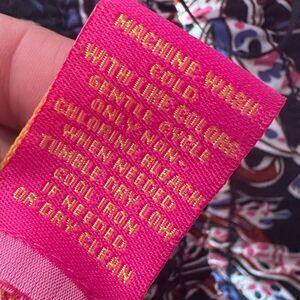 MACHINE WASH
COLD
WITH LIKE COLORS
GENTLE CYCLE
ONLY NON-
CHLORINE BLEACH
WHEN NEEDED
TUMBLE DRY LOW
COOL IRON
IF NEEDED
OR DRY CLEAN